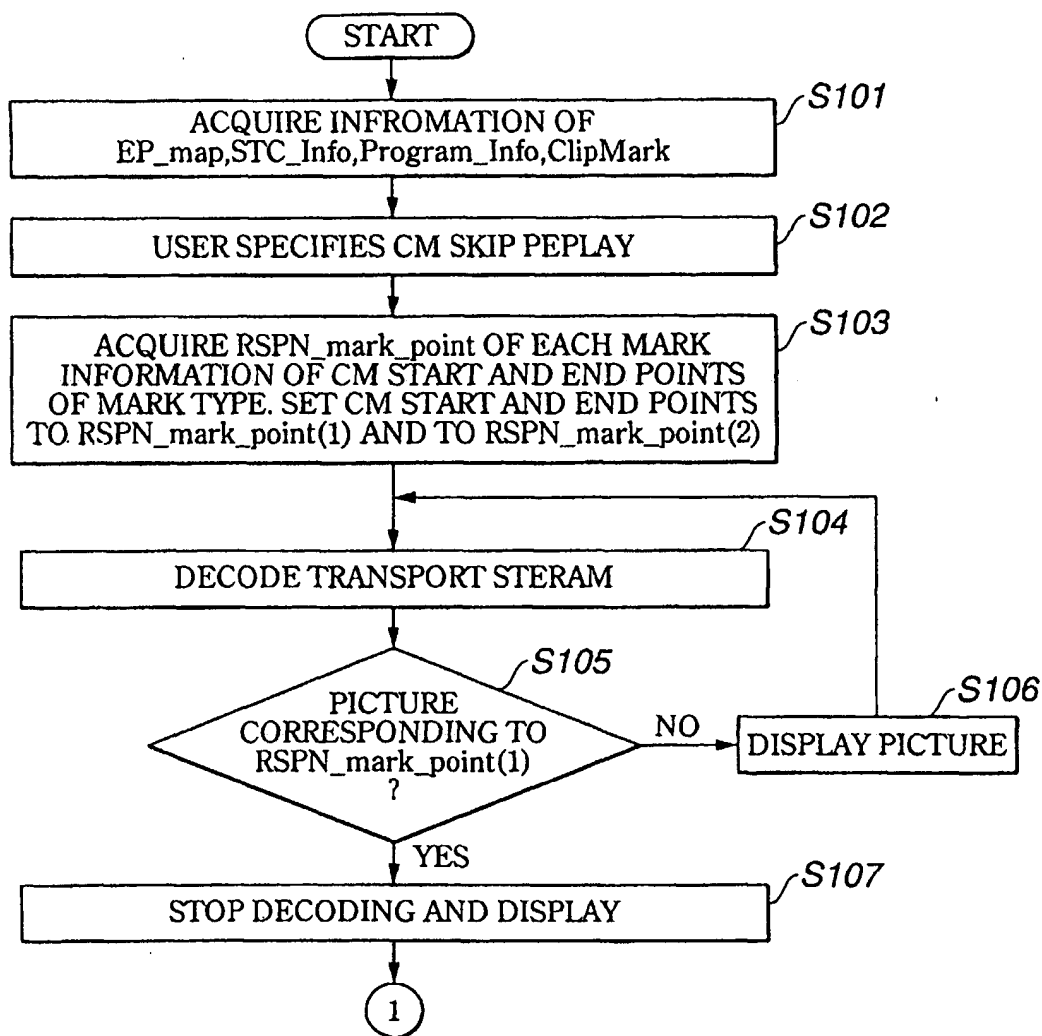 START
S101
ACQUIRE INFROMATION OF
EP_map,STC_Info,Program_Info,ClipMark
S102
USER SPECIFIES CM SKIP PEPLAY
S103
ACQUIRE RSPN_mark_point OF EACH MARK
INFORMATION OF CM START AND END POINTS
OF MARK TYPE. SET CM START AND END POINTS
TO RSPN_mark_point(1) AND TO RSPN_mark_point(2)
S104
DECODE TRANSPORT STERAM
S105
PICTURE
CORRESPONDING TO
RSPN_mark_point(1)
?
NO
S106
DISPLAY PICTURE
YES
S107
STOP DECODING AND DISPLAY
1